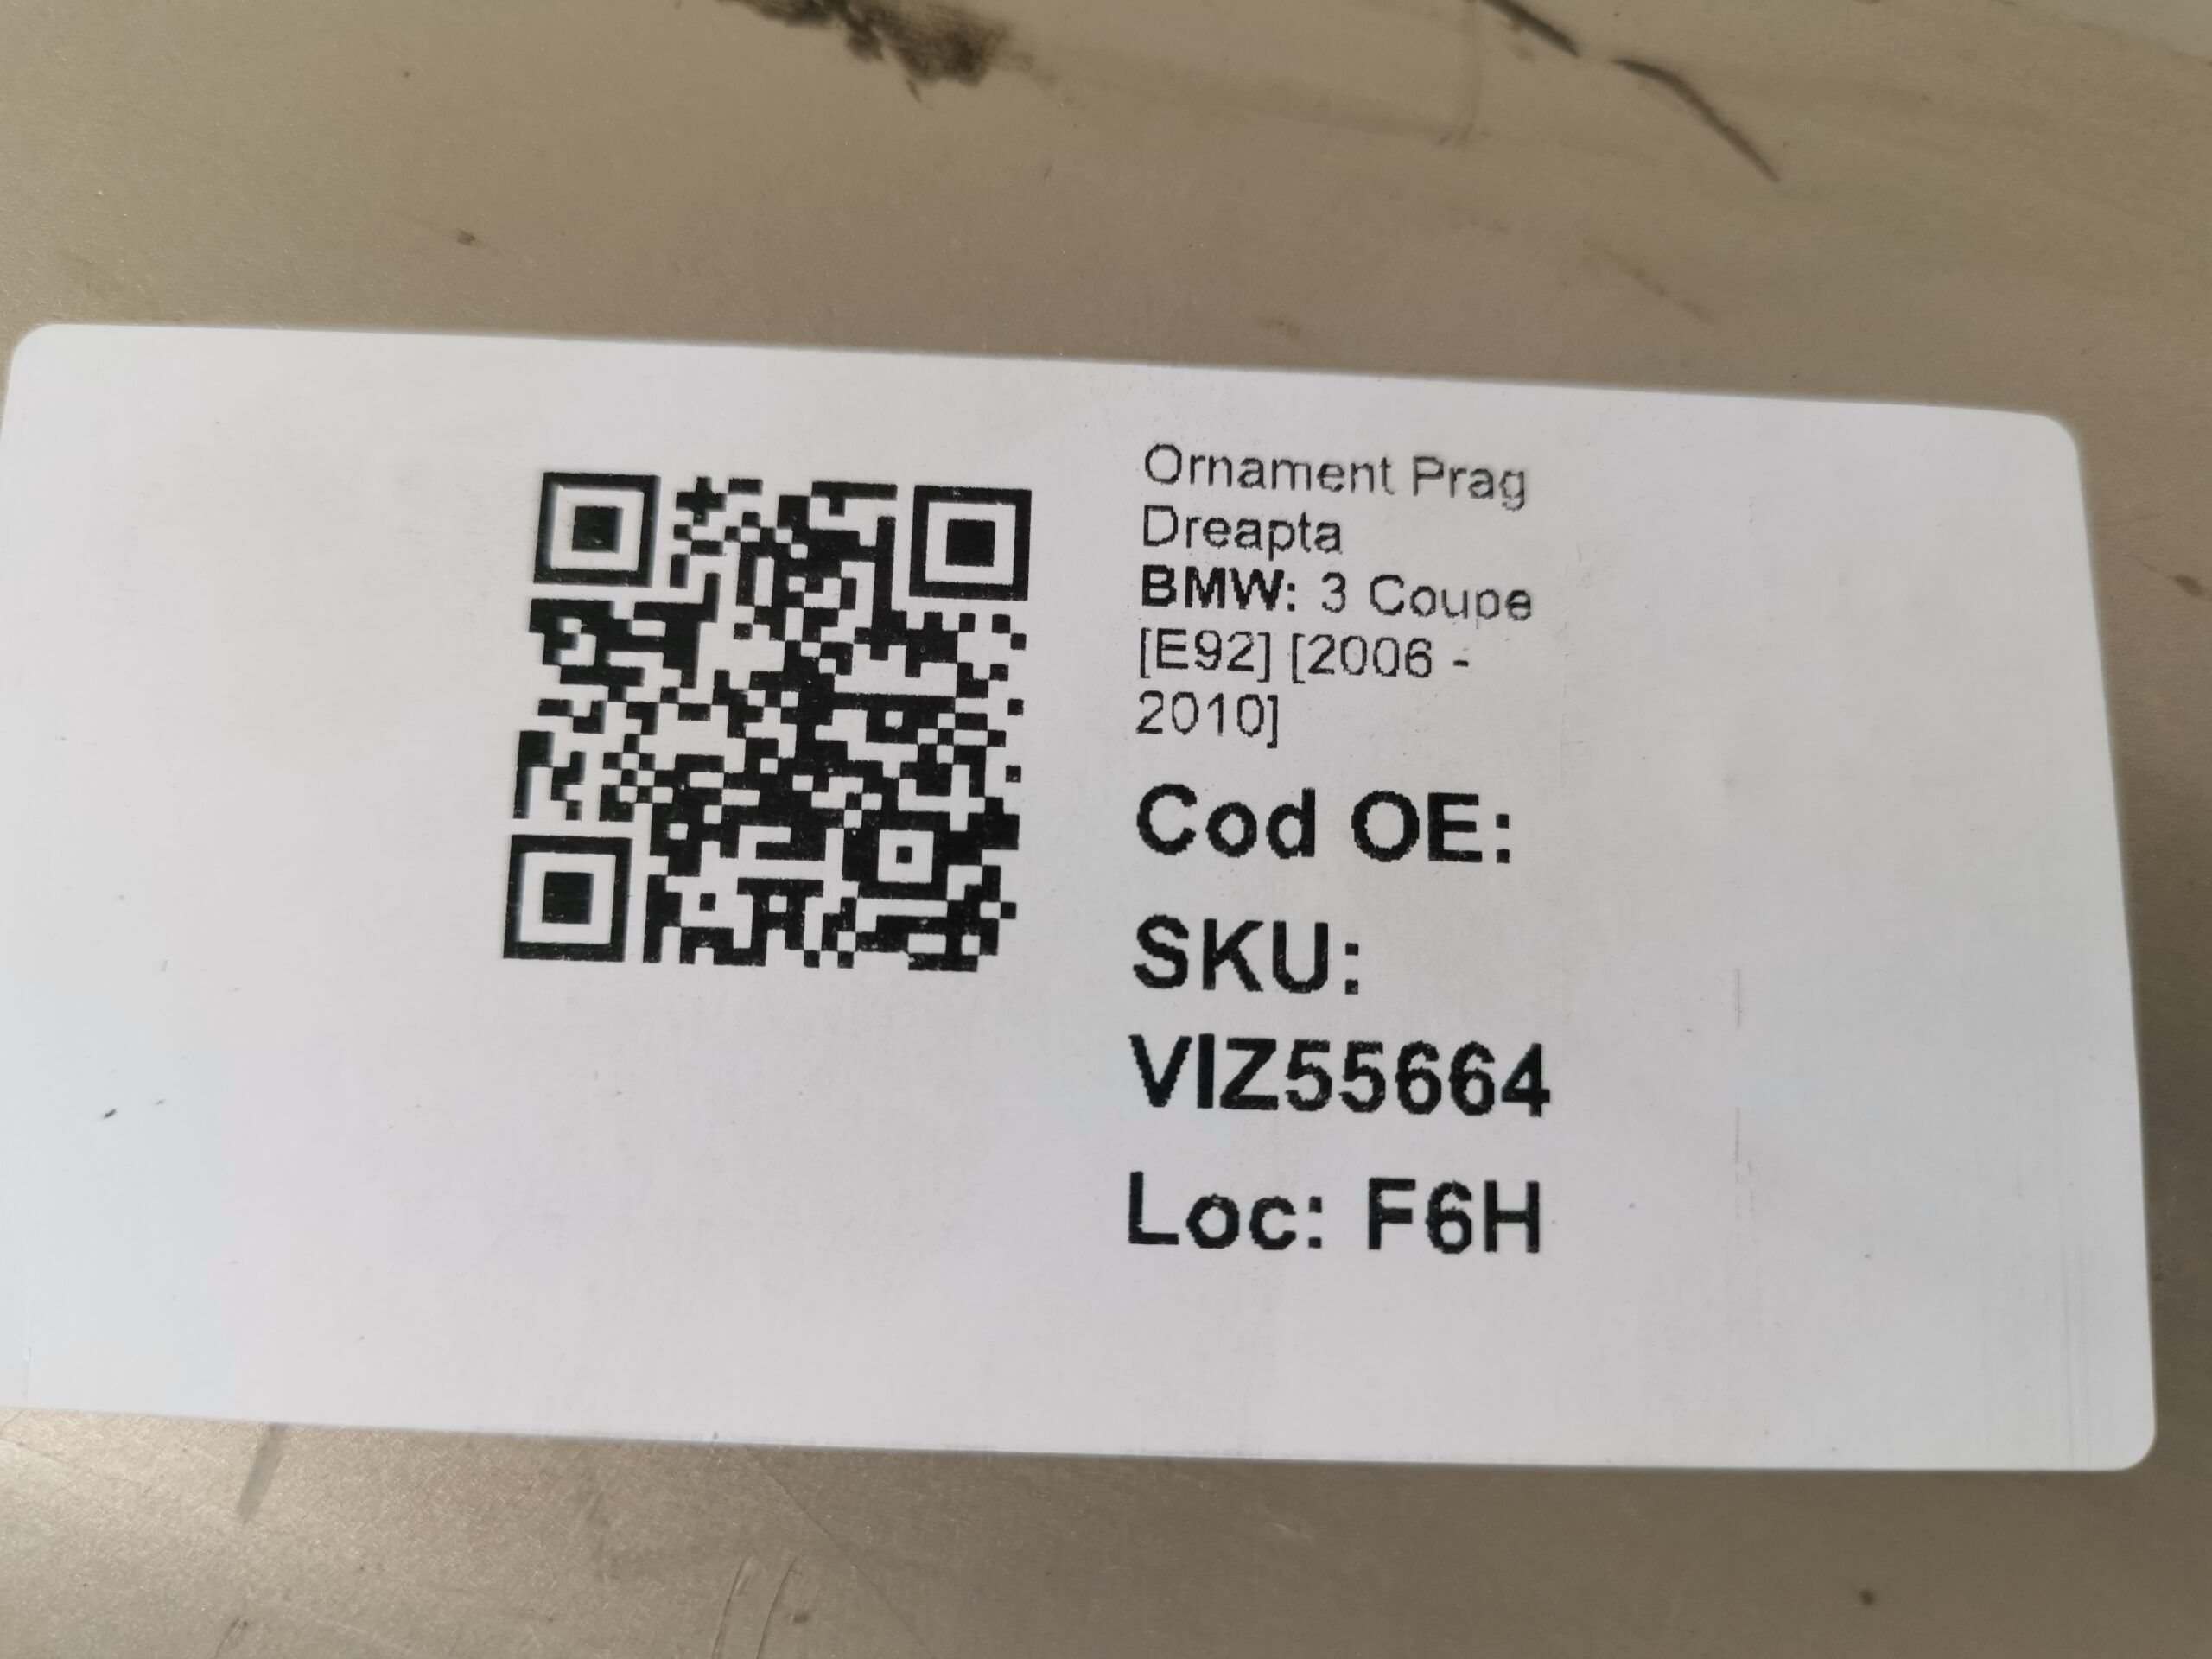 Ornament Prag
Dreapta
BMW: 3 Coupe
[E92] [2006 -
2010]
Cod OE:
SKU:
VIZ55664
Loc: F6H